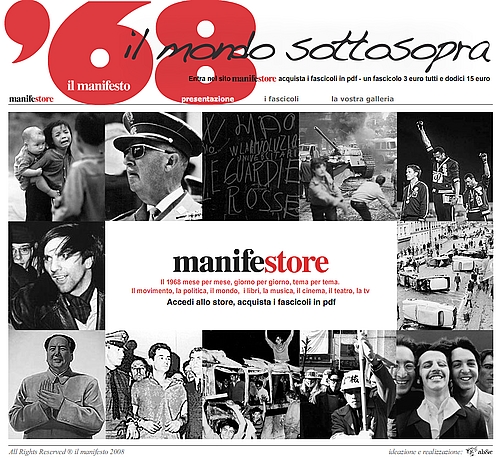 '68
il mondo sottosopra
il manifesto
Entra nel sito manifestore acquista i fascicoli in pdf - un fascicolo 3 euro tutti e dodici 15 euro
manifestore
presentazione
i fascicoli
la vostra galleria
MAO
W LA RIVOLUZIONE
UNIVERSITARIA
LE GUARDIE
ROSSE
manifestore
Il 1968 mese per mese, giorno per giorno, tema per tema.
Il movimento, la politica, il mondo, i libri, la musica, il cinema, il teatro, la tv
Accedi allo store, acquista i fascicoli in pdf
All Rights Reserved ® il manifesto 2008
ideazione e realizzazione: